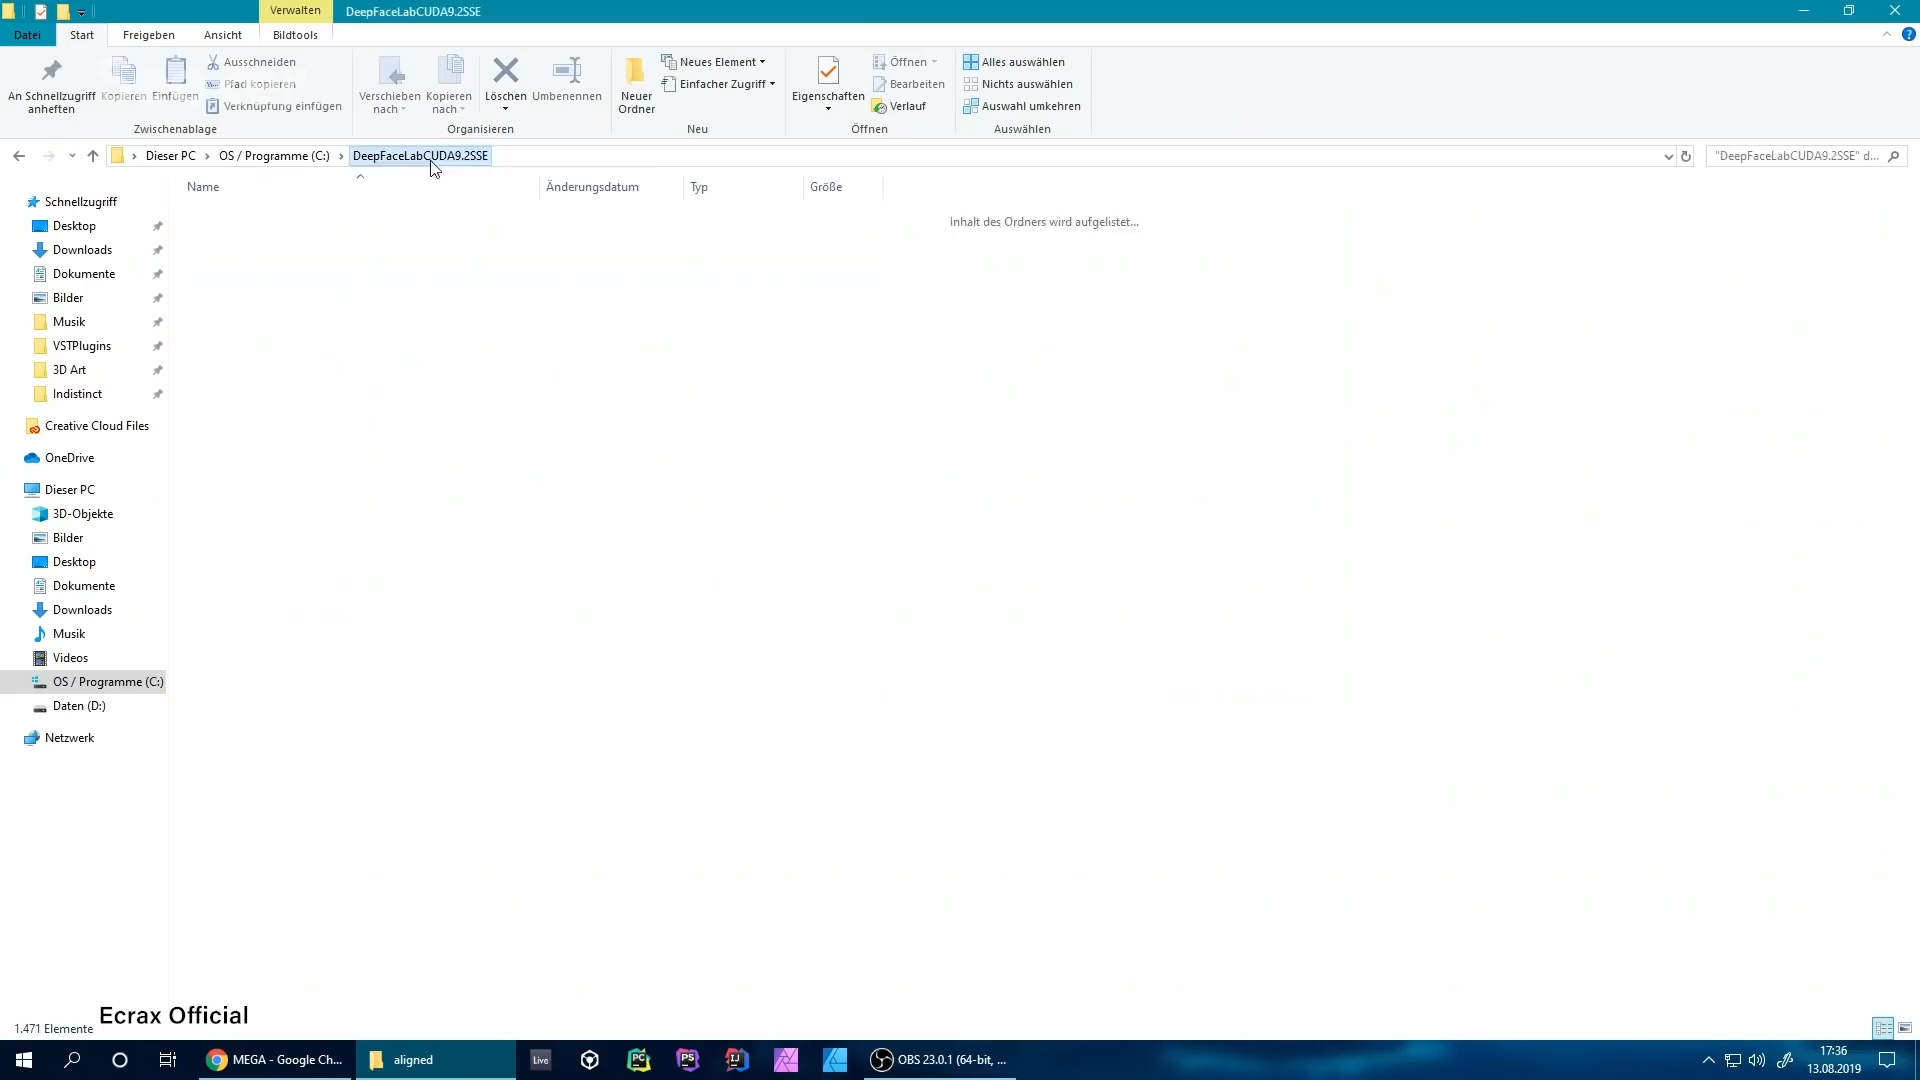 Verwalten
DeepFaceLabCUDA9.2SSE
Datei
Start
Freigeben
Ansicht
Bildtools
An Schnellzugriff
anheften
Kopieren
Einfügen
Ausschneiden
Pfad kopieren
Verknüpfung einfügen
Zwischenablage
Verschieben
nach
Kopieren
nach
Löschen
Umbenennen
Organisieren
Neuer
Ordner
Neues Element
Einfacher Zugriff
Neu
Eigenschaften
Öffnen
Bearbeiten
Verlauf
Öffnen
Alles auswählen
Nichts auswählen
Auswahl umkehren
Auswählen
Dieser PC
OS / Programme (C:)
DeepFaceLabCUDA9.2SSE
"DeepFaceLabCUDA9.2SSE" d...
Name
Änderungsdatum
Typ
Größe
Inhalt des Ordners wird aufgelistet...
Schnellzugriff
Desktop
Downloads
Dokumente
Bilder
Musik
VSTPlugins
3D Art
Indistinct
Creative Cloud Files
OneDrive
Dieser PC
3D-Objekte
Bilder
Desktop
Dokumente
Downloads
Musik
Videos
OS / Programme (C:)
Daten (D:)
Netzwerk
Ecrax Official
1.471 Elemente
MEGA - Google Ch...
aligned
Live
PC
PS
IJ
OBS 23.0.1 (64-bit, ...
17:36
13.08.2019